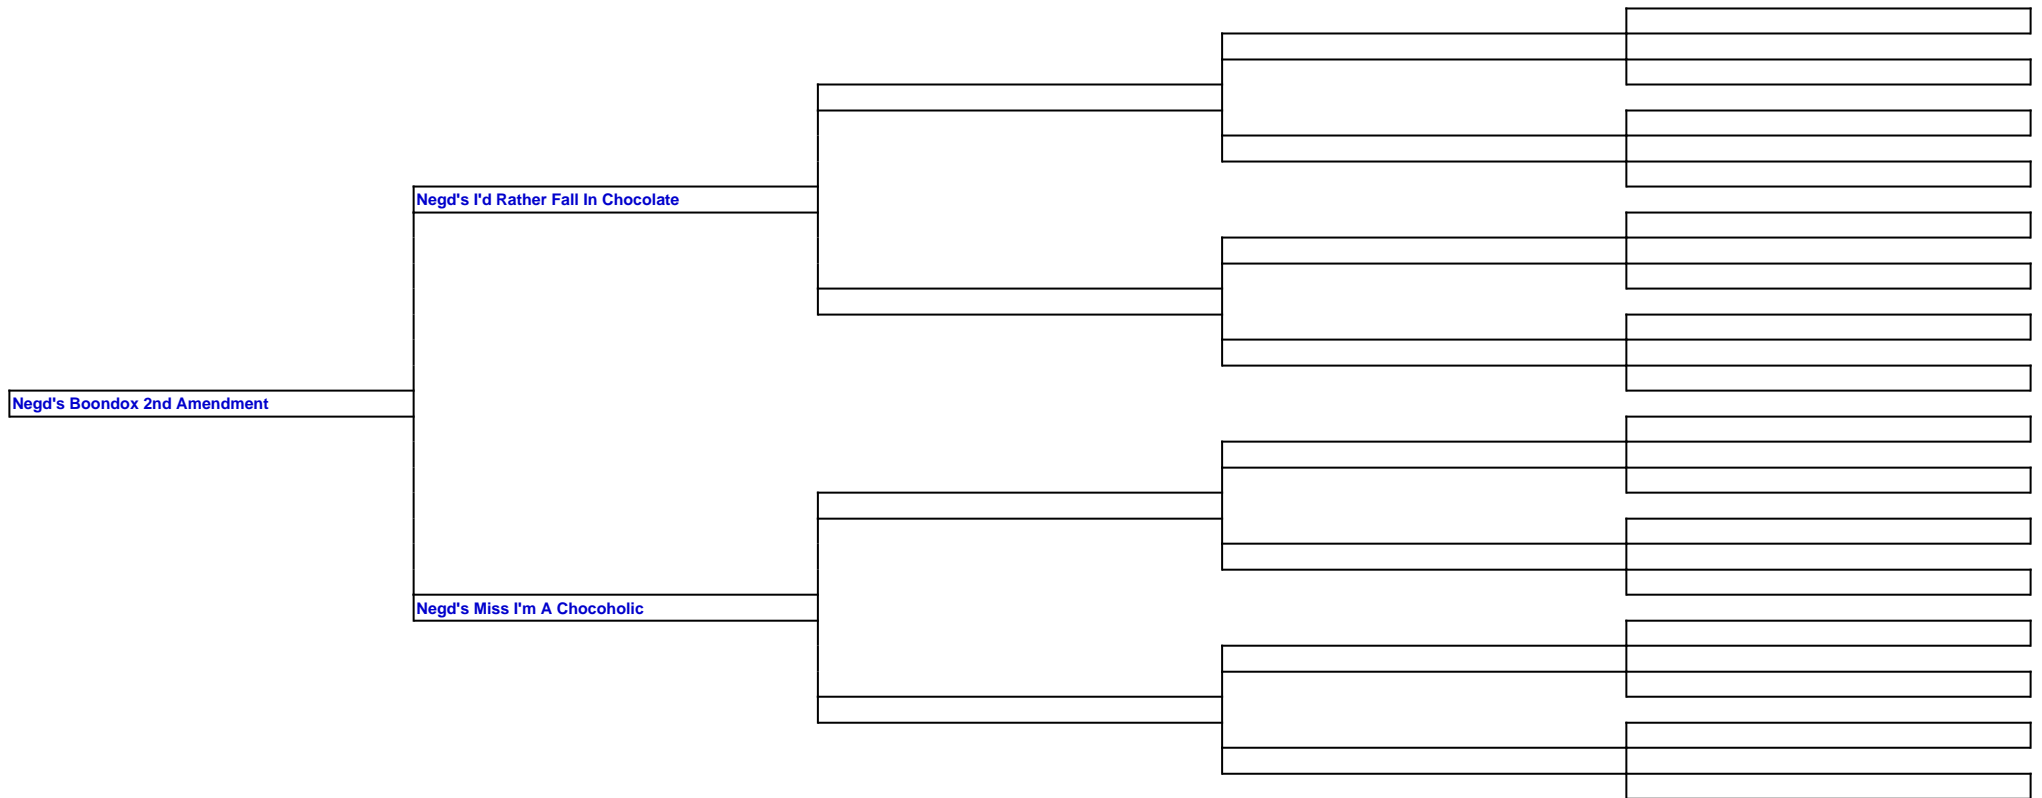 Negd's I'd Rather Fall In Chocolate
Negd's Boondox 2nd Amendment
Negd's Miss I'm A Chocoholic